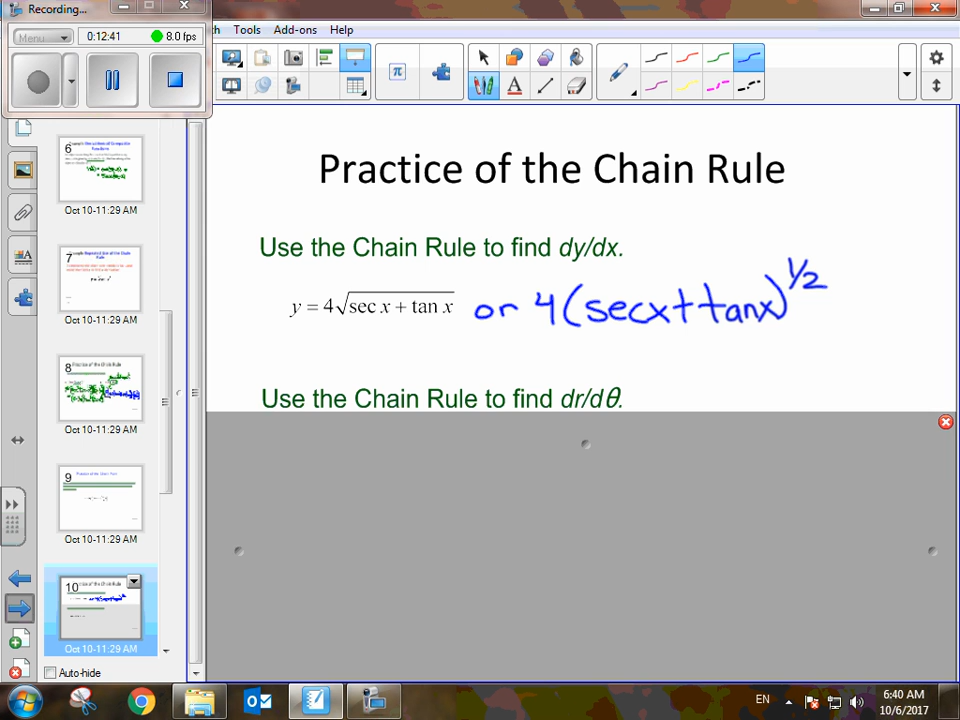 Recording...
Menu
0:12:41
8.0 fps
Tools Add-ons Help
π
A
6
Oct 10-11:29 AM
7
Oct 10-11:29 AM
8
Oct 10-11:29 AM
9
Oct 10-11:29 AM
10
Oct 10-11:29 AM
Auto-hide
Practice of the Chain Rule
Use the Chain Rule to find dy/dx.
y = 4√sec x + tan x or 4(secx+tanx)^1/2
Use the Chain Rule to find dr/dθ.
EN
6:40 AM
10/6/2017